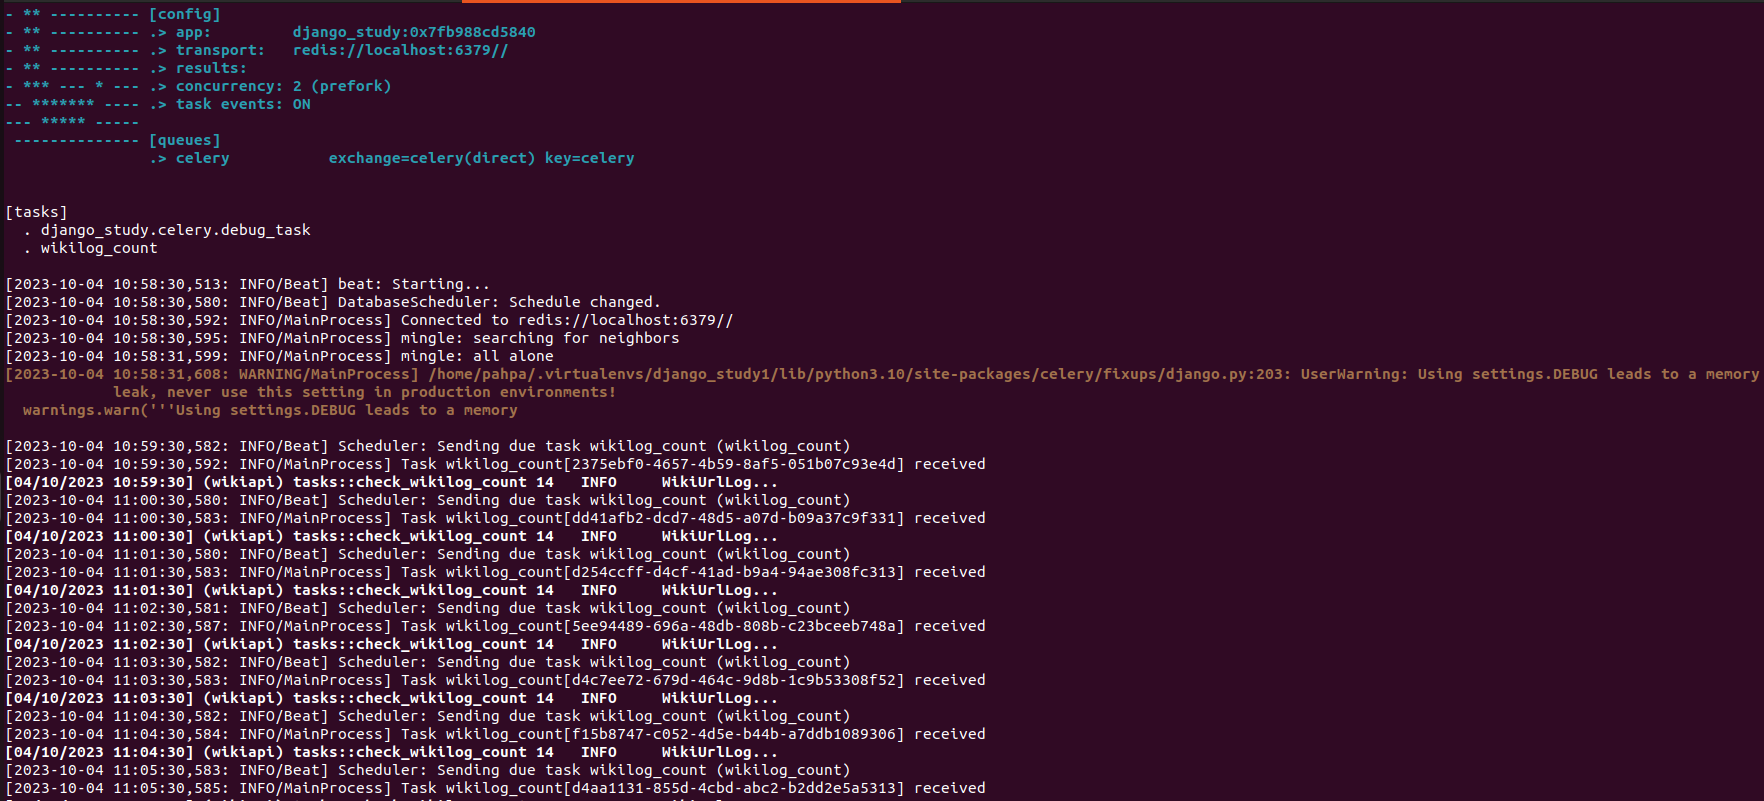 - ** ---------- [config]
- ** ---------- .> app:         django_study:0x7fb988cd5840
- ** ---------- .> transport:   redis://localhost:6379//
- ** ---------- .> results:
- *** --- * --- .> concurrency: 2 (prefork)
-- ******* ---- .> task events: ON
--- ***** -----
 -------------- [queues]
                .> celery           exchange=celery(direct) key=celery
[tasks]
  . django_study.celery.debug_task
  . wikilog_count
[2023-10-04 10:58:30,513: INFO/Beat] beat: Starting...
[2023-10-04 10:58:30,580: INFO/Beat] DatabaseScheduler: Schedule changed.
[2023-10-04 10:58:30,592: INFO/MainProcess] Connected to redis://localhost:6379//
[2023-10-04 10:58:30,595: INFO/MainProcess] mingle: searching for neighbors
[2023-10-04 10:58:31,599: INFO/MainProcess] mingle: all alone
[2023-10-04 10:58:31,608: WARNING/MainProcess] /home/pahpa/.virtualenvs/django_study1/lib/python3.10/site-packages/celery/fixups/django.py:203: UserWarning: Using settings.DEBUG leads to a memory
            leak, never use this setting in production environments!
  warnings.warn('''Using settings.DEBUG leads to a memory
[2023-10-04 10:59:30,582: INFO/Beat] Scheduler: Sending due task wikilog_count (wikilog_count)
[2023-10-04 10:59:30,592: INFO/MainProcess] Task wikilog_count[2375ebf0-4657-4b59-8af5-051b07c93e4d] received
[04/10/2023 10:59:30] (wikiapi) tasks::check_wikilog_count 14   INFO     WikiUrlLog...
[2023-10-04 11:00:30,580: INFO/Beat] Scheduler: Sending due task wikilog_count (wikilog_count)
[2023-10-04 11:00:30,583: INFO/MainProcess] Task wikilog_count[dd41afb2-dcd7-48d5-a07d-b09a37c9f331] received
[04/10/2023 11:00:30] (wikiapi) tasks::check_wikilog_count 14   INFO     WikiUrlLog...
[2023-10-04 11:01:30,580: INFO/Beat] Scheduler: Sending due task wikilog_count (wikilog_count)
[2023-10-04 11:01:30,583: INFO/MainProcess] Task wikilog_count[d254ccff-d4cf-41ad-b9a4-94ae308fc313] received
[04/10/2023 11:01:30] (wikiapi) tasks::check_wikilog_count 14   INFO     WikiUrlLog...
[2023-10-04 11:02:30,581: INFO/Beat] Scheduler: Sending due task wikilog_count (wikilog_count)
[2023-10-04 11:02:30,587: INFO/MainProcess] Task wikilog_count[5ee94489-696a-48db-808b-c23bceeb748a] received
[04/10/2023 11:02:30] (wikiapi) tasks::check_wikilog_count 14   INFO     WikiUrlLog...
[2023-10-04 11:03:30,582: INFO/Beat] Scheduler: Sending due task wikilog_count (wikilog_count)
[2023-10-04 11:03:30,583: INFO/MainProcess] Task wikilog_count[d4c7ee72-679d-464c-9d8b-1c9b53308f52] received
[04/10/2023 11:03:30] (wikiapi) tasks::check_wikilog_count 14   INFO     WikiUrlLog...
[2023-10-04 11:04:30,582: INFO/Beat] Scheduler: Sending due task wikilog_count (wikilog_count)
[2023-10-04 11:04:30,584: INFO/MainProcess] Task wikilog_count[f15b8747-c052-4d5e-b44b-a7ddb1089306] received
[04/10/2023 11:04:30] (wikiapi) tasks::check_wikilog_count 14   INFO     WikiUrlLog...
[2023-10-04 11:05:30,583: INFO/Beat] Scheduler: Sending due task wikilog_count (wikilog_count)
[2023-10-04 11:05:30,585: INFO/MainProcess] Task wikilog_count[d4aa1131-855d-4cbd-abc2-b2dd2e5a5313] received